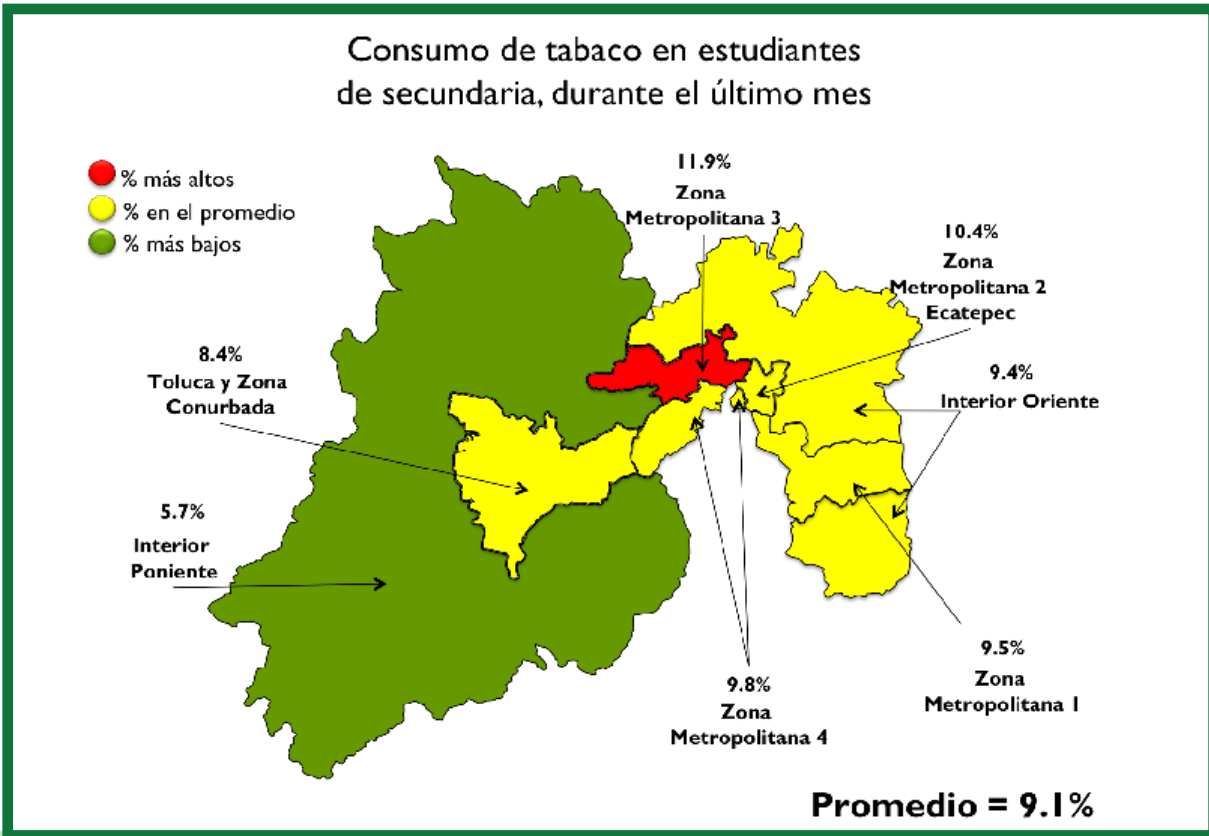 Consumo de tabaco en estudiantes
de secundaria, durante el último mes
% más altos
% en el promedio
% más bajos
11.9%
Zona
Metropolitana 3
10.4%
Zona
Metropolitana 2
Ecatepec
8.4%
Toluca y Zona
Conurbada
9.4%
Interior Oriente
5.7%
Interior
Poniente
9.5%
Zona
Metropolitana 1
9.8%
Zona
Metropolitana 4
Promedio = 9.1%